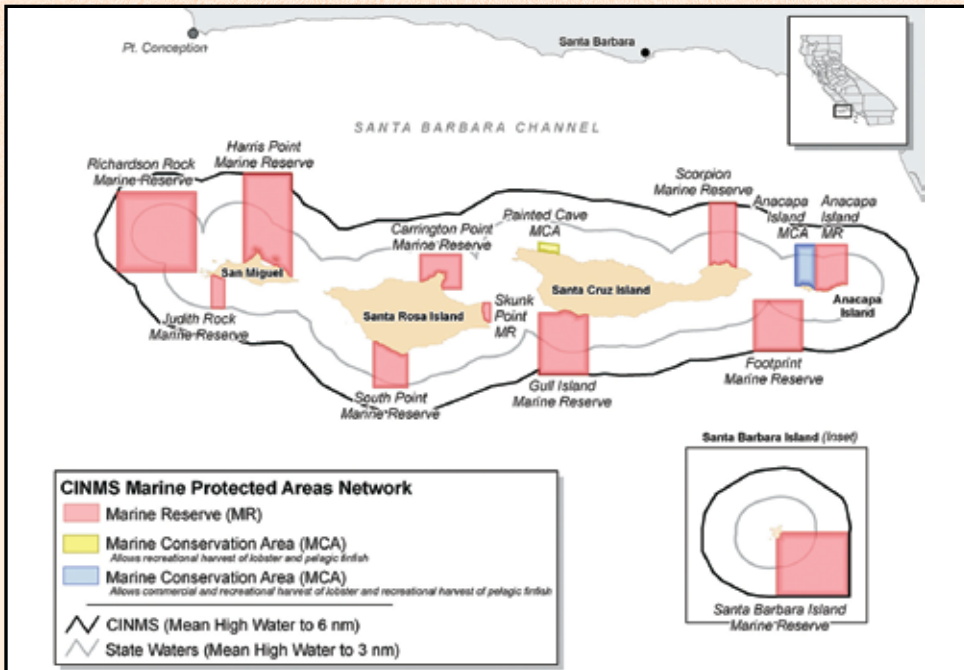 Pt. Conception
Santa Barbara
SANTA BARBARA CHANNEL
Richardson Rock
Marine Reserve
Harris Point
Marine Reserve
Carrington Point
Marine Reserve
Painted Cave
MCA
Scorpion
Marine Reserve
Anacapa
Island
MCA
Anacapa
Island
MR
San Miguel
Judith Rock
Marine Reserve
Santa Rosa Island
Skunk
Point
MR
Santa Cruz Island
Anacapa
Island
South Point
Marine Reserve
Gull Island
Marine Reserve
Footprint
Marine Reserve
Santa Barbara Island (Inset)
Santa Barbara Island
Marine Reserve
CINMS Marine Protected Areas Network
Marine Reserve (MR)
Marine Conservation Area (MCA)
Allows recreational harvest of lobster and pelagic finfish
Marine Conservation Area (MCA)
Allows commercial and recreational harvest of lobster and recreational harvest of pelagic finfish
CINMS (Mean High Water to 6 nm)
State Waters (Mean High Water to 3 nm)